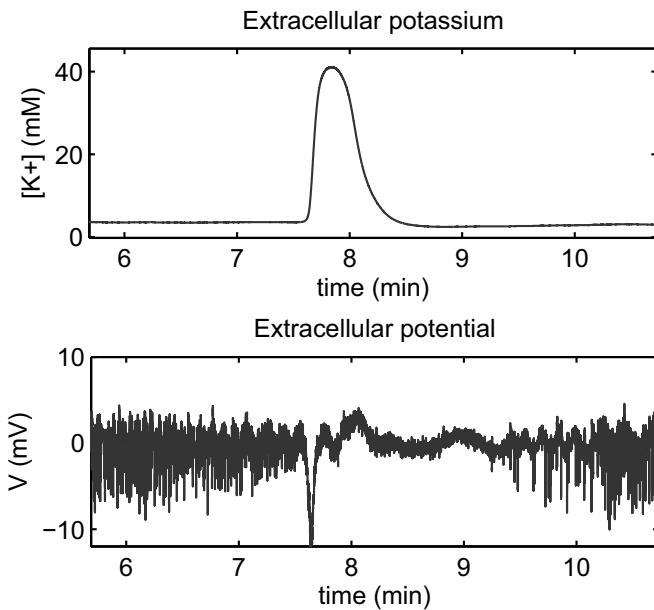 Extracellular potassium
40
20
0
[K+] (mM)
6 7 8 9 10
time (min)
Extracellular potential
10
0
−10
V (mV)
6 7 8 9 10
time (min)